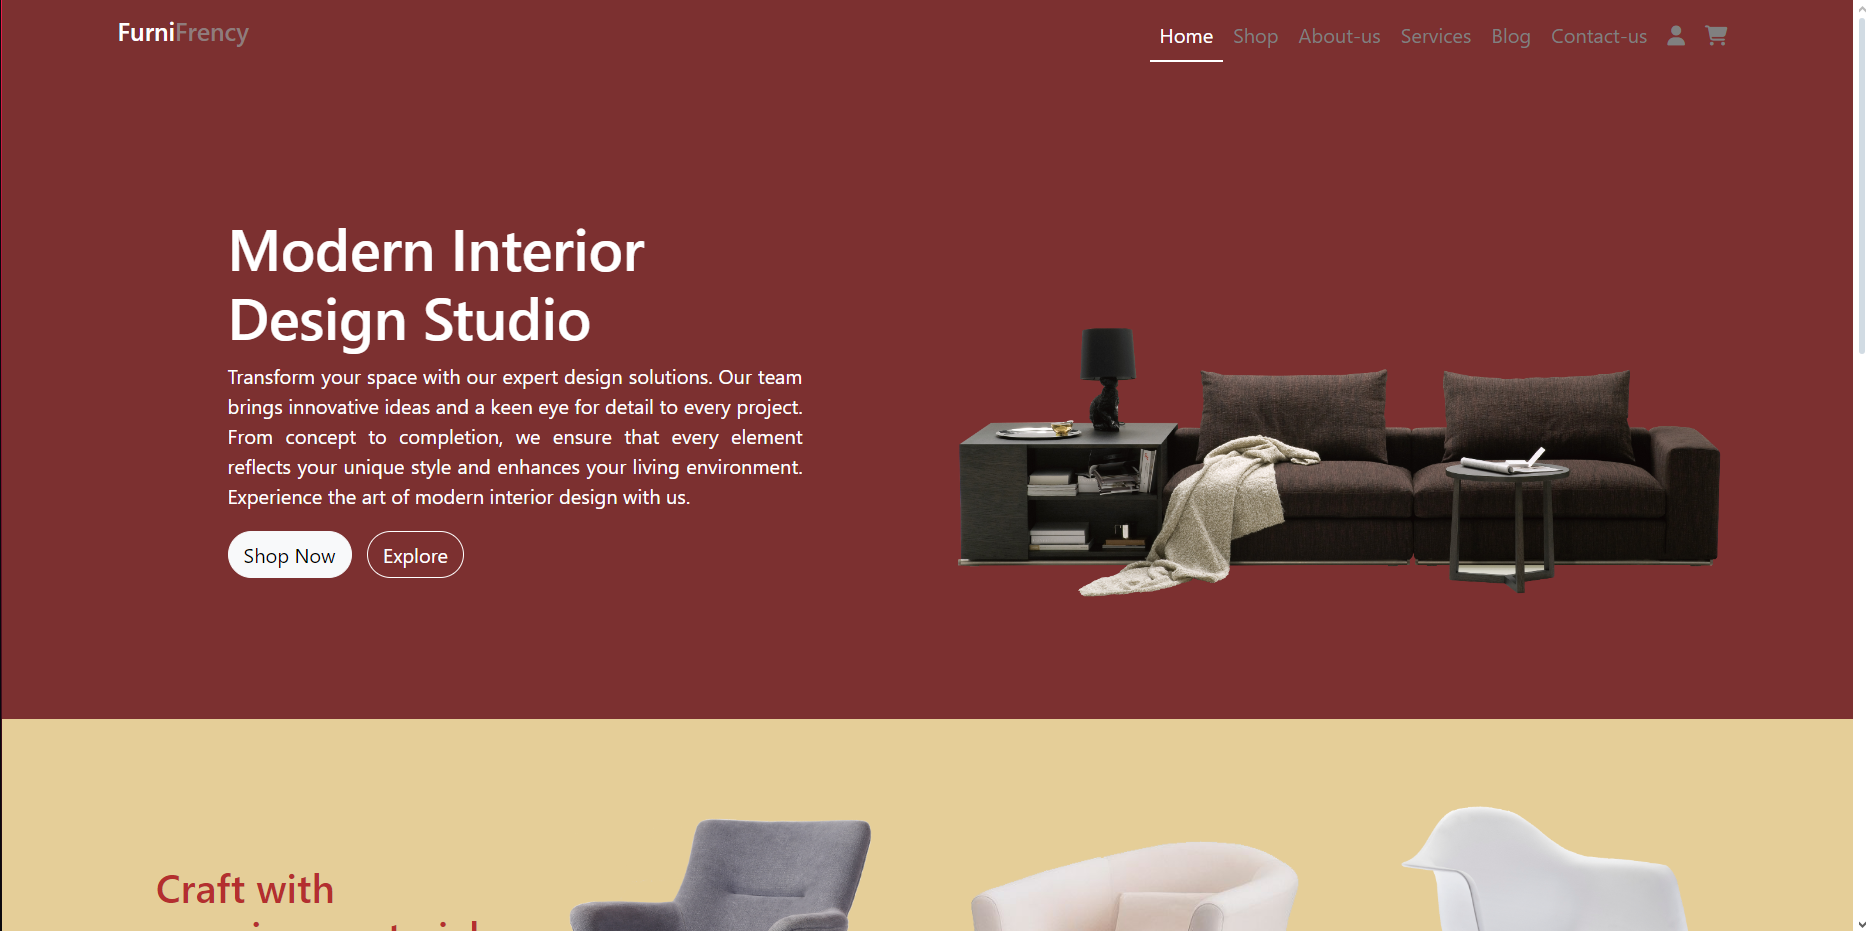 FurniFrency
Home Shop About-us Services Blog Contact-us
Modern Interior
Design Studio
Transform your space with our expert design solutions. Our team
brings innovative ideas and a keen eye for detail to every project.
From concept to completion, we ensure that every element
reflects your unique style and enhances your living environment.
Experience the art of modern interior design with us.
Shop Now Explore
Craft with